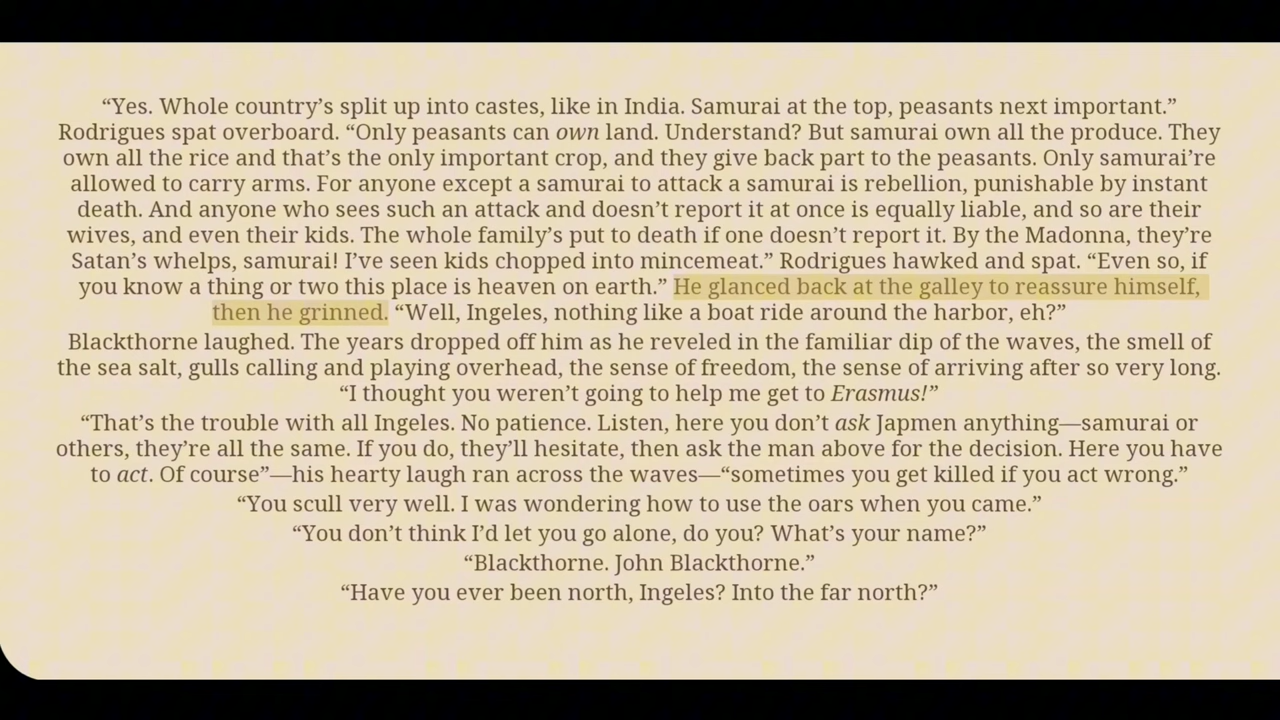 “Yes. Whole country’s split up into castes, like in India. Samurai at the top, peasants next important.”
Rodrigues spat overboard. “Only peasants can own land. Understand? But samurai own all the produce. They
own all the rice and that’s the only important crop, and they give back part to the peasants. Only samurai’re
allowed to carry arms. For anyone except a samurai to attack a samurai is rebellion, punishable by instant
death. And anyone who sees such an attack and doesn’t report it at once is equally liable, and so are their
wives, and even their kids. The whole family’s put to death if one doesn’t report it. By the Madonna, they’re
Satan’s whelps, samurai! I’ve seen kids chopped into mincemeat.” Rodrigues hawked and spat. “Even so, if
you know a thing or two this place is heaven on earth.” He glanced back at the galley to reassure himself,
then he grinned. “Well, Ingeles, nothing like a boat ride around the harbor, eh?”
Blackthorne laughed. The years dropped off him as he reveled in the familiar dip of the waves, the smell of
the sea salt, gulls calling and playing overhead, the sense of freedom, the sense of arriving after so very long.
“I thought you weren’t going to help me get to Erasmus!”
“That’s the trouble with all Ingeles. No patience. Listen, here you don’t ask Japmen anything—samurai or
others, they’re all the same. If you do, they’ll hesitate, then ask the man above for the decision. Here you have
to act. Of course”—his hearty laugh ran across the waves—“sometimes you get killed if you act wrong.”
“You scull very well. I was wondering how to use the oars when you came.”
“You don’t think I’d let you go alone, do you? What’s your name?”
“Blackthorne. John Blackthorne.”
“Have you ever been north, Ingeles? Into the far north?”